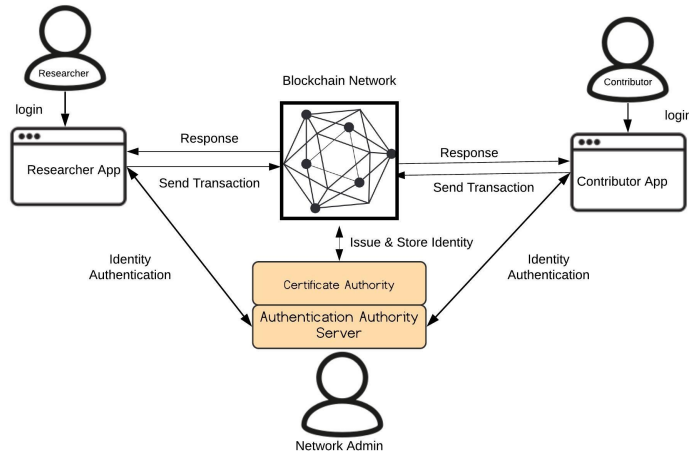 Researcher
Contributor
Blockchain Network
login
login
Response
Researcher App
Send Transaction
Response
Send Transaction
Contributor App
Issue & Store Identity
Identity
Authentication
Identity
Authentication
Certificate Authority
Authentication Authority
Server
Network Admin